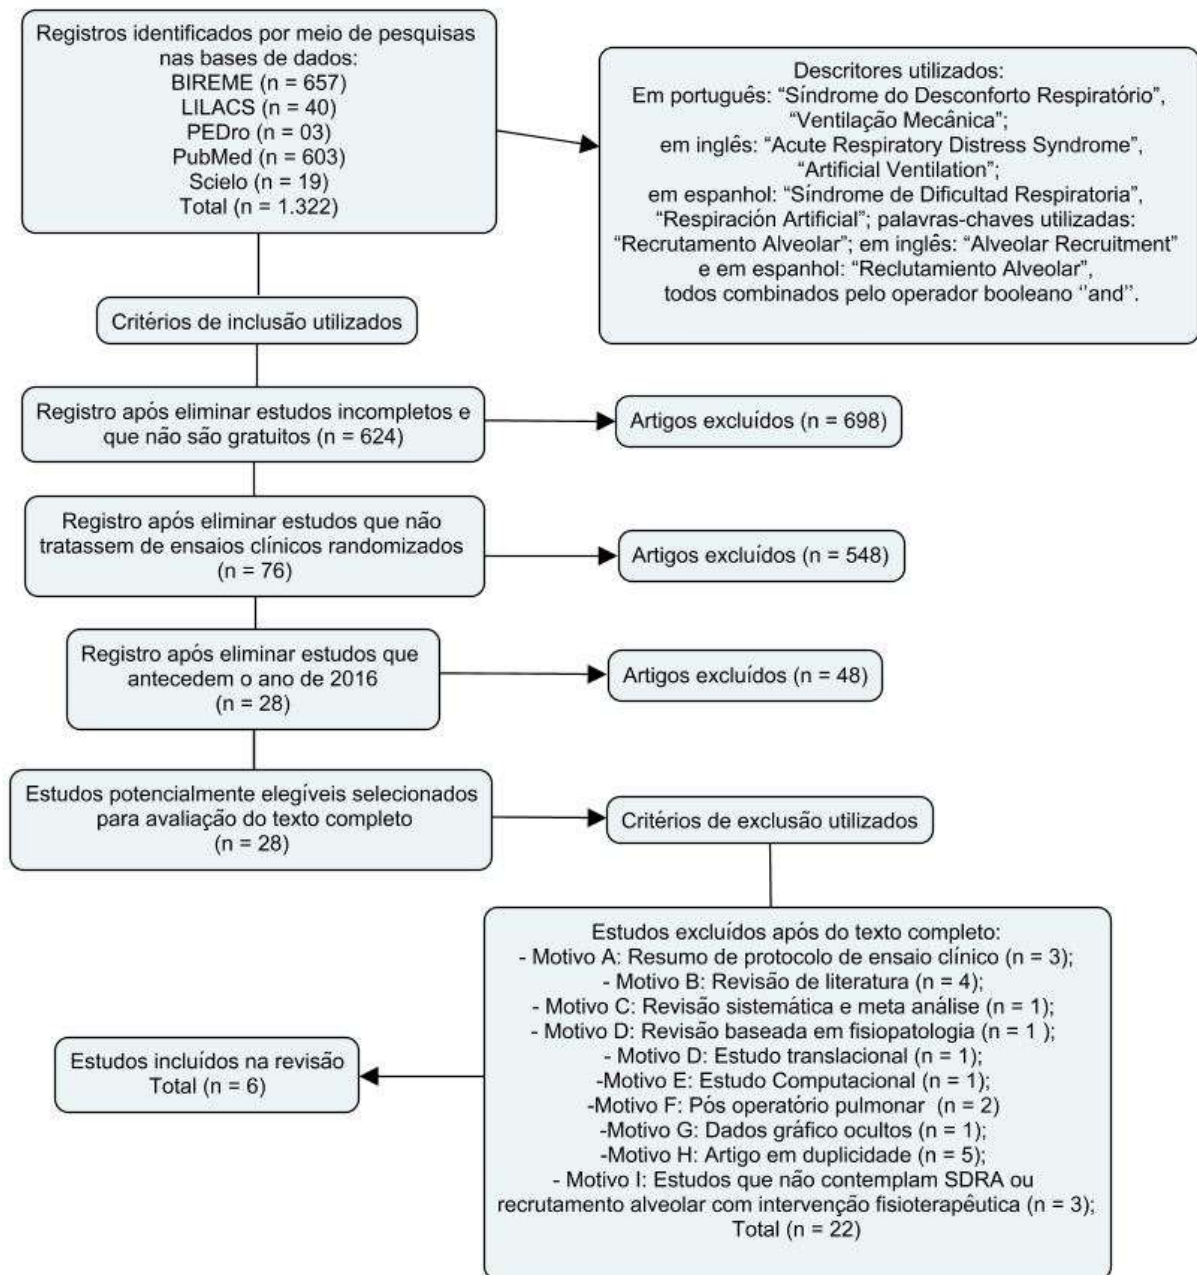 Registros identificados por meio de pesquisas
nas bases de dados:
BIREME (n = 657)
LILACS (n = 40)
PEDro (n = 03)
PubMed (n = 603)
Scielo (n = 19)
Total (n = 1.322)
Descritores utilizados:
Em português: “Síndrome do Desconforto Respiratório”,
“Ventilação Mecânica”;
em inglês: “Acute Respiratory Distress Syndrome”,
“Artificial Ventilation”;
em espanhol: “Síndrome de Dificultad Respiratoria”,
“Respiración Artificial”; palavras-chaves utilizadas:
“Recrutamento Alveolar”; em inglês: “Alveolar Recruitment”
e em espanhol: “Reclutamiento Alveolar”,
todos combinados pelo operador booleano ‘‘and’’.
Critérios de inclusão utilizados
Registro após eliminar estudos incompletos e
que não são gratuitos (n = 624)
Artigos excluídos (n = 698)
Registro após eliminar estudos que não
tratassem de ensaios clínicos randomizados
(n = 76)
Artigos excluídos (n = 548)
Registro após eliminar estudos que
antecedem o ano de 2016
(n = 28)
Artigos excluídos (n = 48)
Estudos potencialmente elegíveis selecionados
para avaliação do texto completo
(n = 28)
Critérios de exclusão utilizados
Estudos excluídos após do texto completo:
- Motivo A: Resumo de protocolo de ensaio clínico (n = 3);
- Motivo B: Revisão de literatura (n = 4);
- Motivo C: Revisão sistemática e meta análise (n = 1);
- Motivo D: Revisão baseada em fisiopatologia (n = 1 );
- Motivo D: Estudo translacional (n = 1);
-Motivo E: Estudo Computacional (n = 1);
-Motivo F: Pós operatório pulmonar (n = 2)
-Motivo G: Dados gráfico ocultos (n = 1);
-Motivo H: Artigo em duplicidade (n = 5);
- Motivo I: Estudos que não contemplam SDRA ou
recrutamento alveolar com intervenção fisioterapêutica (n = 3);
Total (n = 22)
Estudos incluídos na revisão
Total (n = 6)